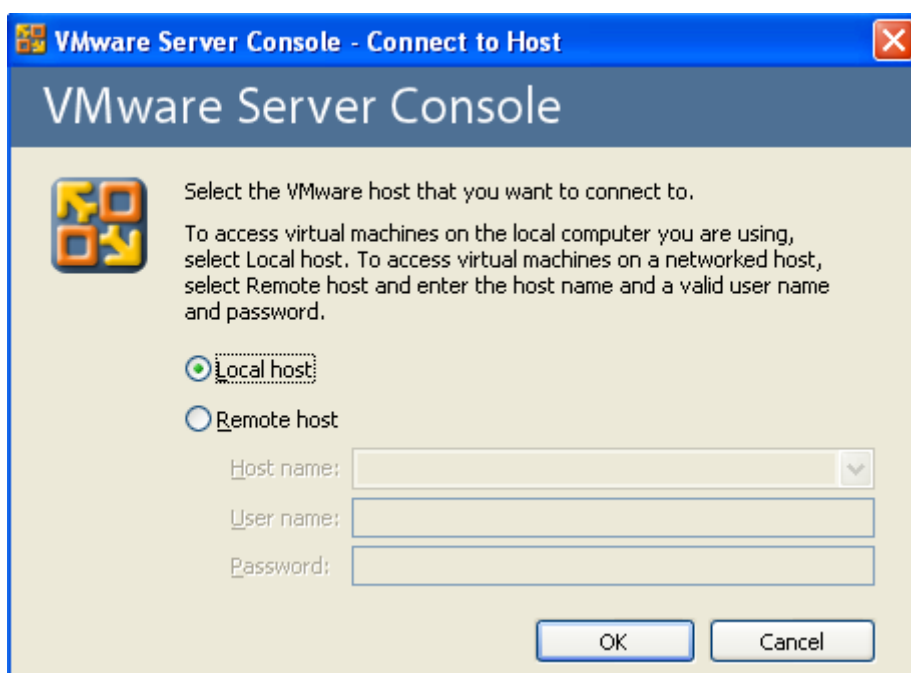 VMware Server Console - Connect to Host
VMware Server Console
Select the VMware host that you want to connect to.
To access virtual machines on the local computer you are using,
select Local host. To access virtual machines on a networked host,
select Remote host and enter the host name and a valid user name
and password.
Local host
Remote host
Host name:
User name:
Password:
OK
Cancel